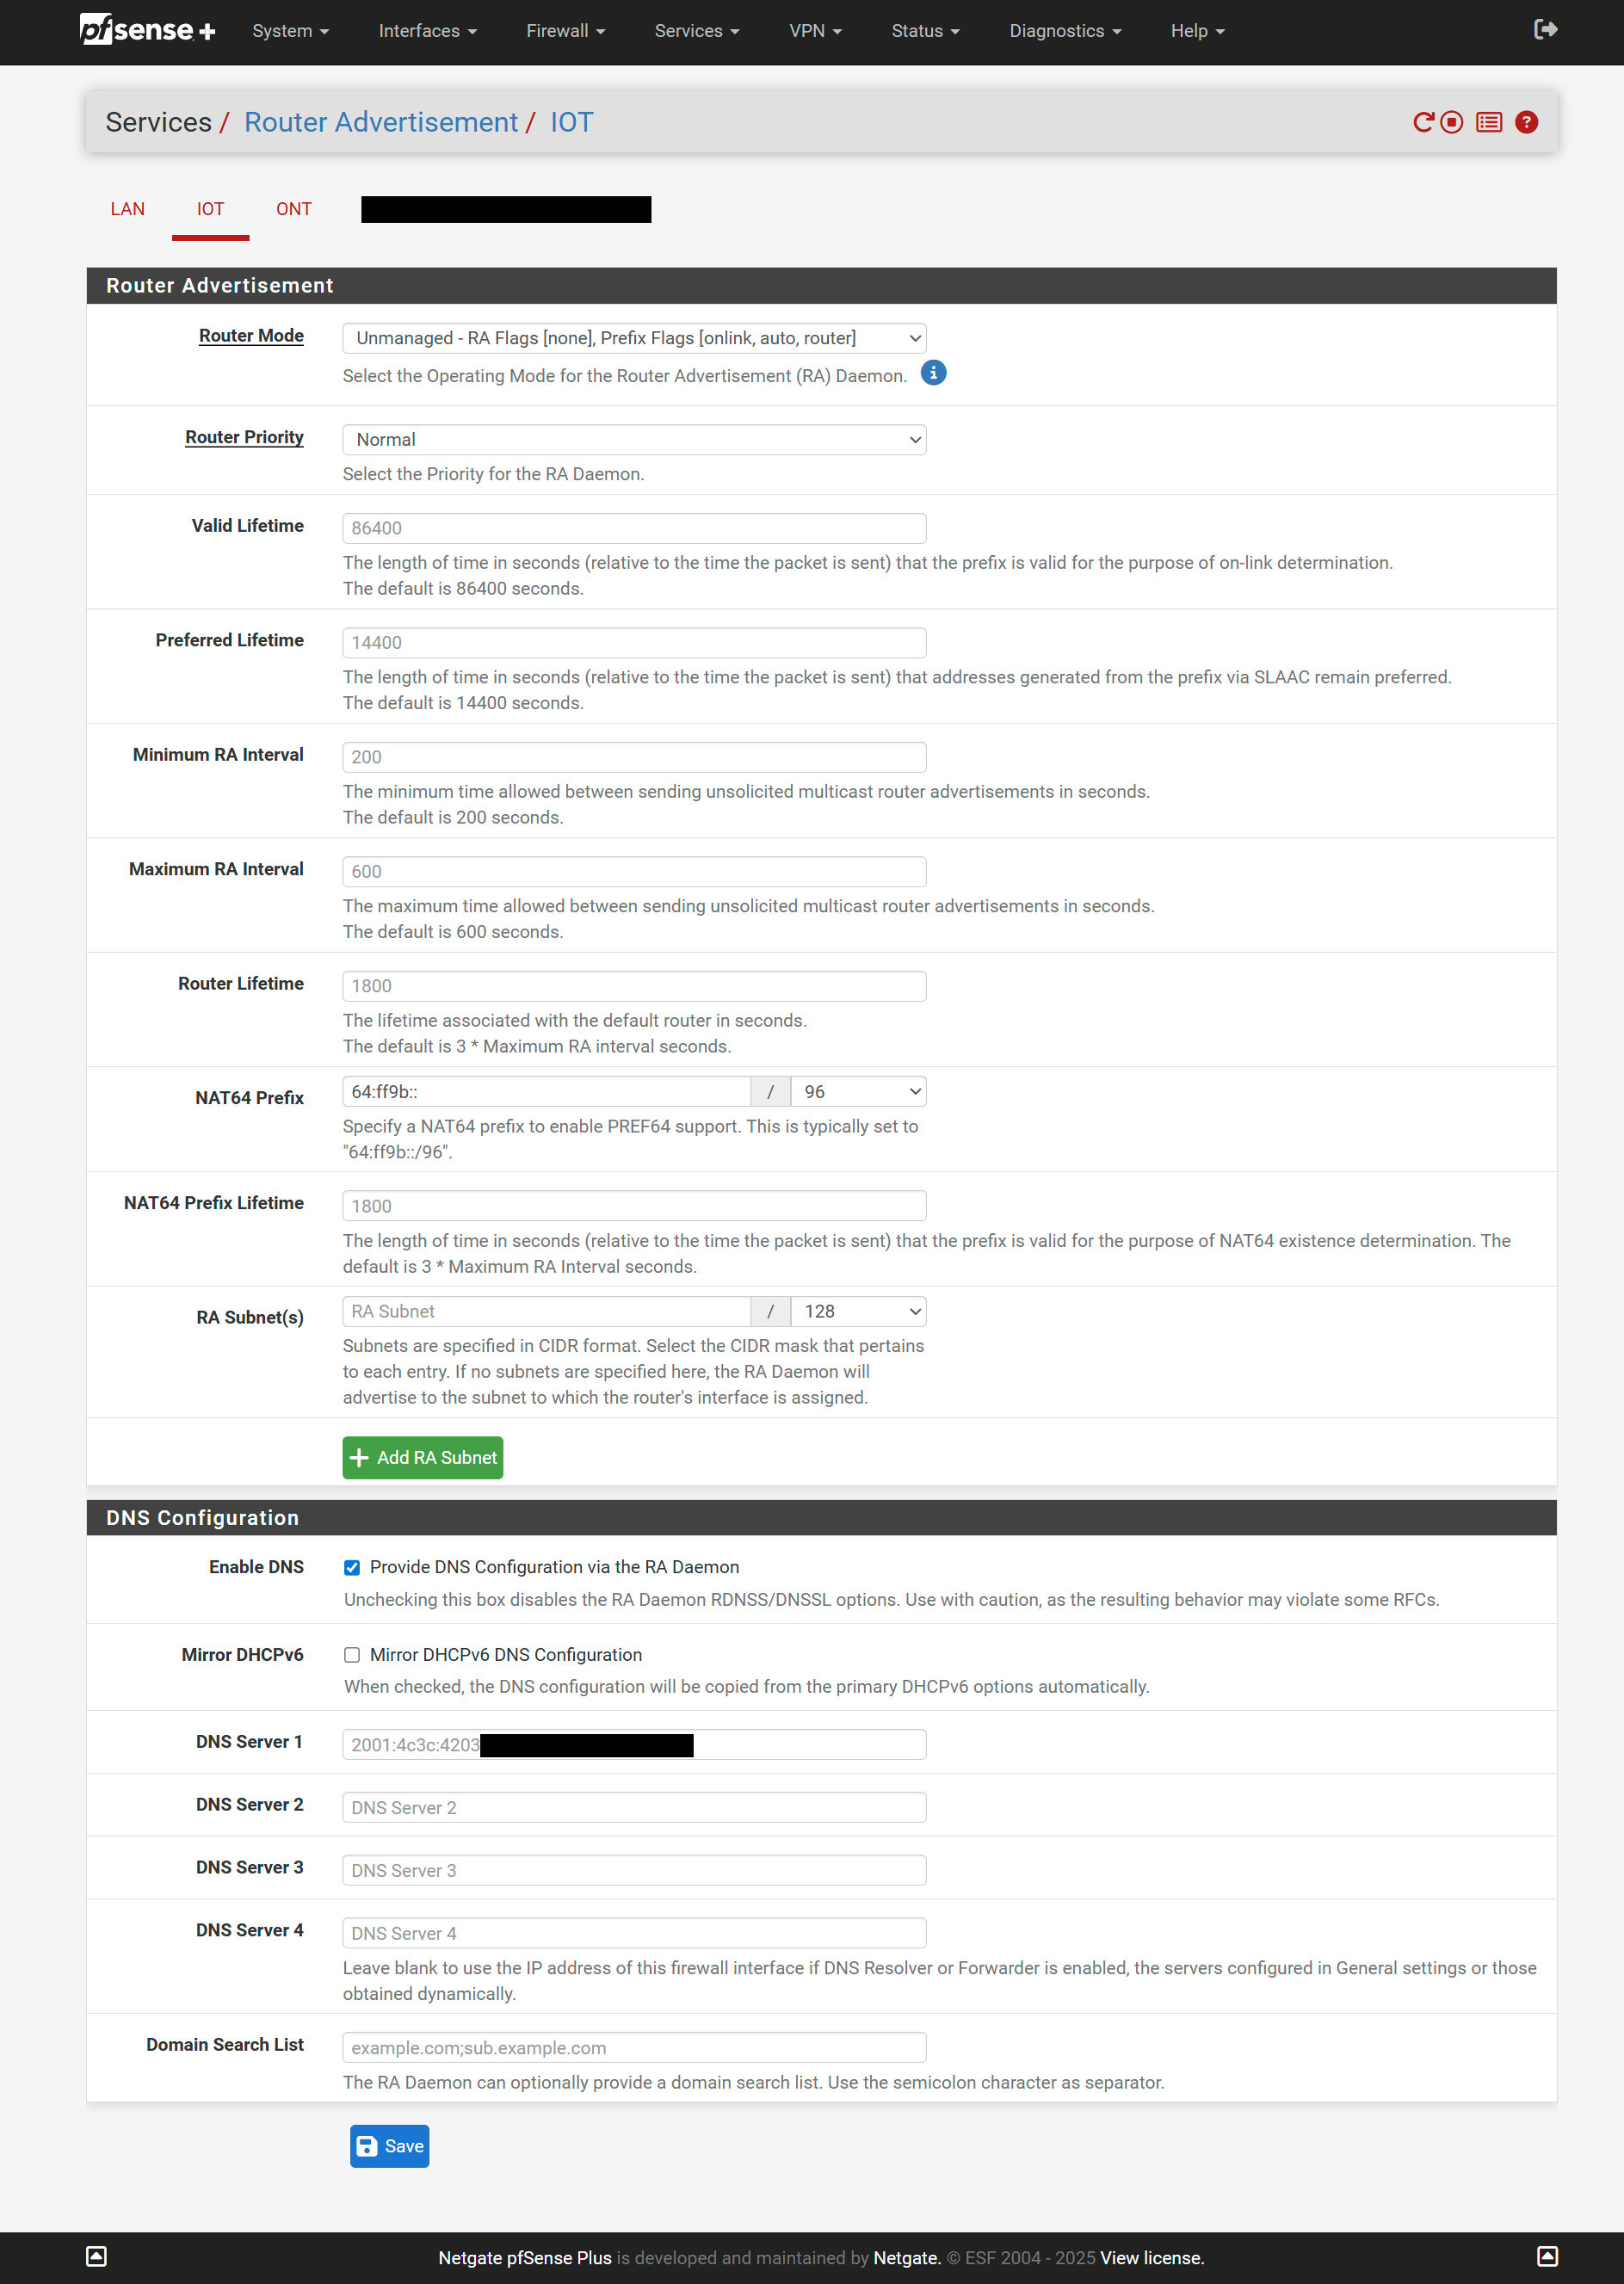 pfsense+ System Interfaces Firewall Services VPN Status Diagnostics Help
Services / Router Advertisement / IOT
LAN IOT ONT
Router Advertisement
Router Mode Unmanaged - RA Flags [none], Prefix Flags [onlink, auto, router]
Select the Operating Mode for the Router Advertisement (RA) Daemon.
Router Priority Normal
Select the Priority for the RA Daemon.
Valid Lifetime 86400
The length of time in seconds (relative to the time the packet is sent) that the prefix is valid for the purpose of on-link determination.
The default is 86400 seconds.
Preferred Lifetime 14400
The length of time in seconds (relative to the time the packet is sent) that addresses generated from the prefix via SLAAC remain preferred.
The default is 14400 seconds.
Minimum RA Interval 200
The minimum time allowed between sending unsolicited multicast router advertisements in seconds.
The default is 200 seconds.
Maximum RA Interval 600
The maximum time allowed between sending unsolicited multicast router advertisements in seconds.
The default is 600 seconds.
Router Lifetime 1800
The lifetime associated with the default router in seconds.
The default is 3 * Maximum RA interval seconds.
NAT64 Prefix 64:ff9b:: / 96
Specify a NAT64 prefix to enable PREF64 support. This is typically set to
"64:ff9b::/96".
NAT64 Prefix Lifetime 1800
The length of time in seconds (relative to the time the packet is sent) that the prefix is valid for the purpose of NAT64 existence determination. The
default is 3 * Maximum RA Interval seconds.
RA Subnet(s) RA Subnet / 128
Subnets are specified in CIDR format. Select the CIDR mask that pertains
to each entry. If no subnets are specified here, the RA Daemon will
advertise to the subnet to which the router's interface is assigned.
Add RA Subnet
DNS Configuration
Enable DNS Provide DNS Configuration via the RA Daemon
Unchecking this box disables the RA Daemon RDNSS/DNSSL options. Use with caution, as the resulting behavior may violate some RFCs.
Mirror DHCPv6 Mirror DHCPv6 DNS Configuration
When checked, the DNS configuration will be copied from the primary DHCPv6 options automatically.
DNS Server 1 2001:4c3c:4203
DNS Server 2 DNS Server 2
DNS Server 3 DNS Server 3
DNS Server 4 DNS Server 4
Leave blank to use the IP address of this firewall interface if DNS Resolver or Forwarder is enabled, the servers configured in General settings or those
obtained dynamically.
Domain Search List example.com;sub.example.com
The RA Daemon can optionally provide a domain search list. Use the semicolon character as separator.
Save
Netgate pfSense Plus is developed and maintained by Netgate. © ESF 2004 - 2025 View license.